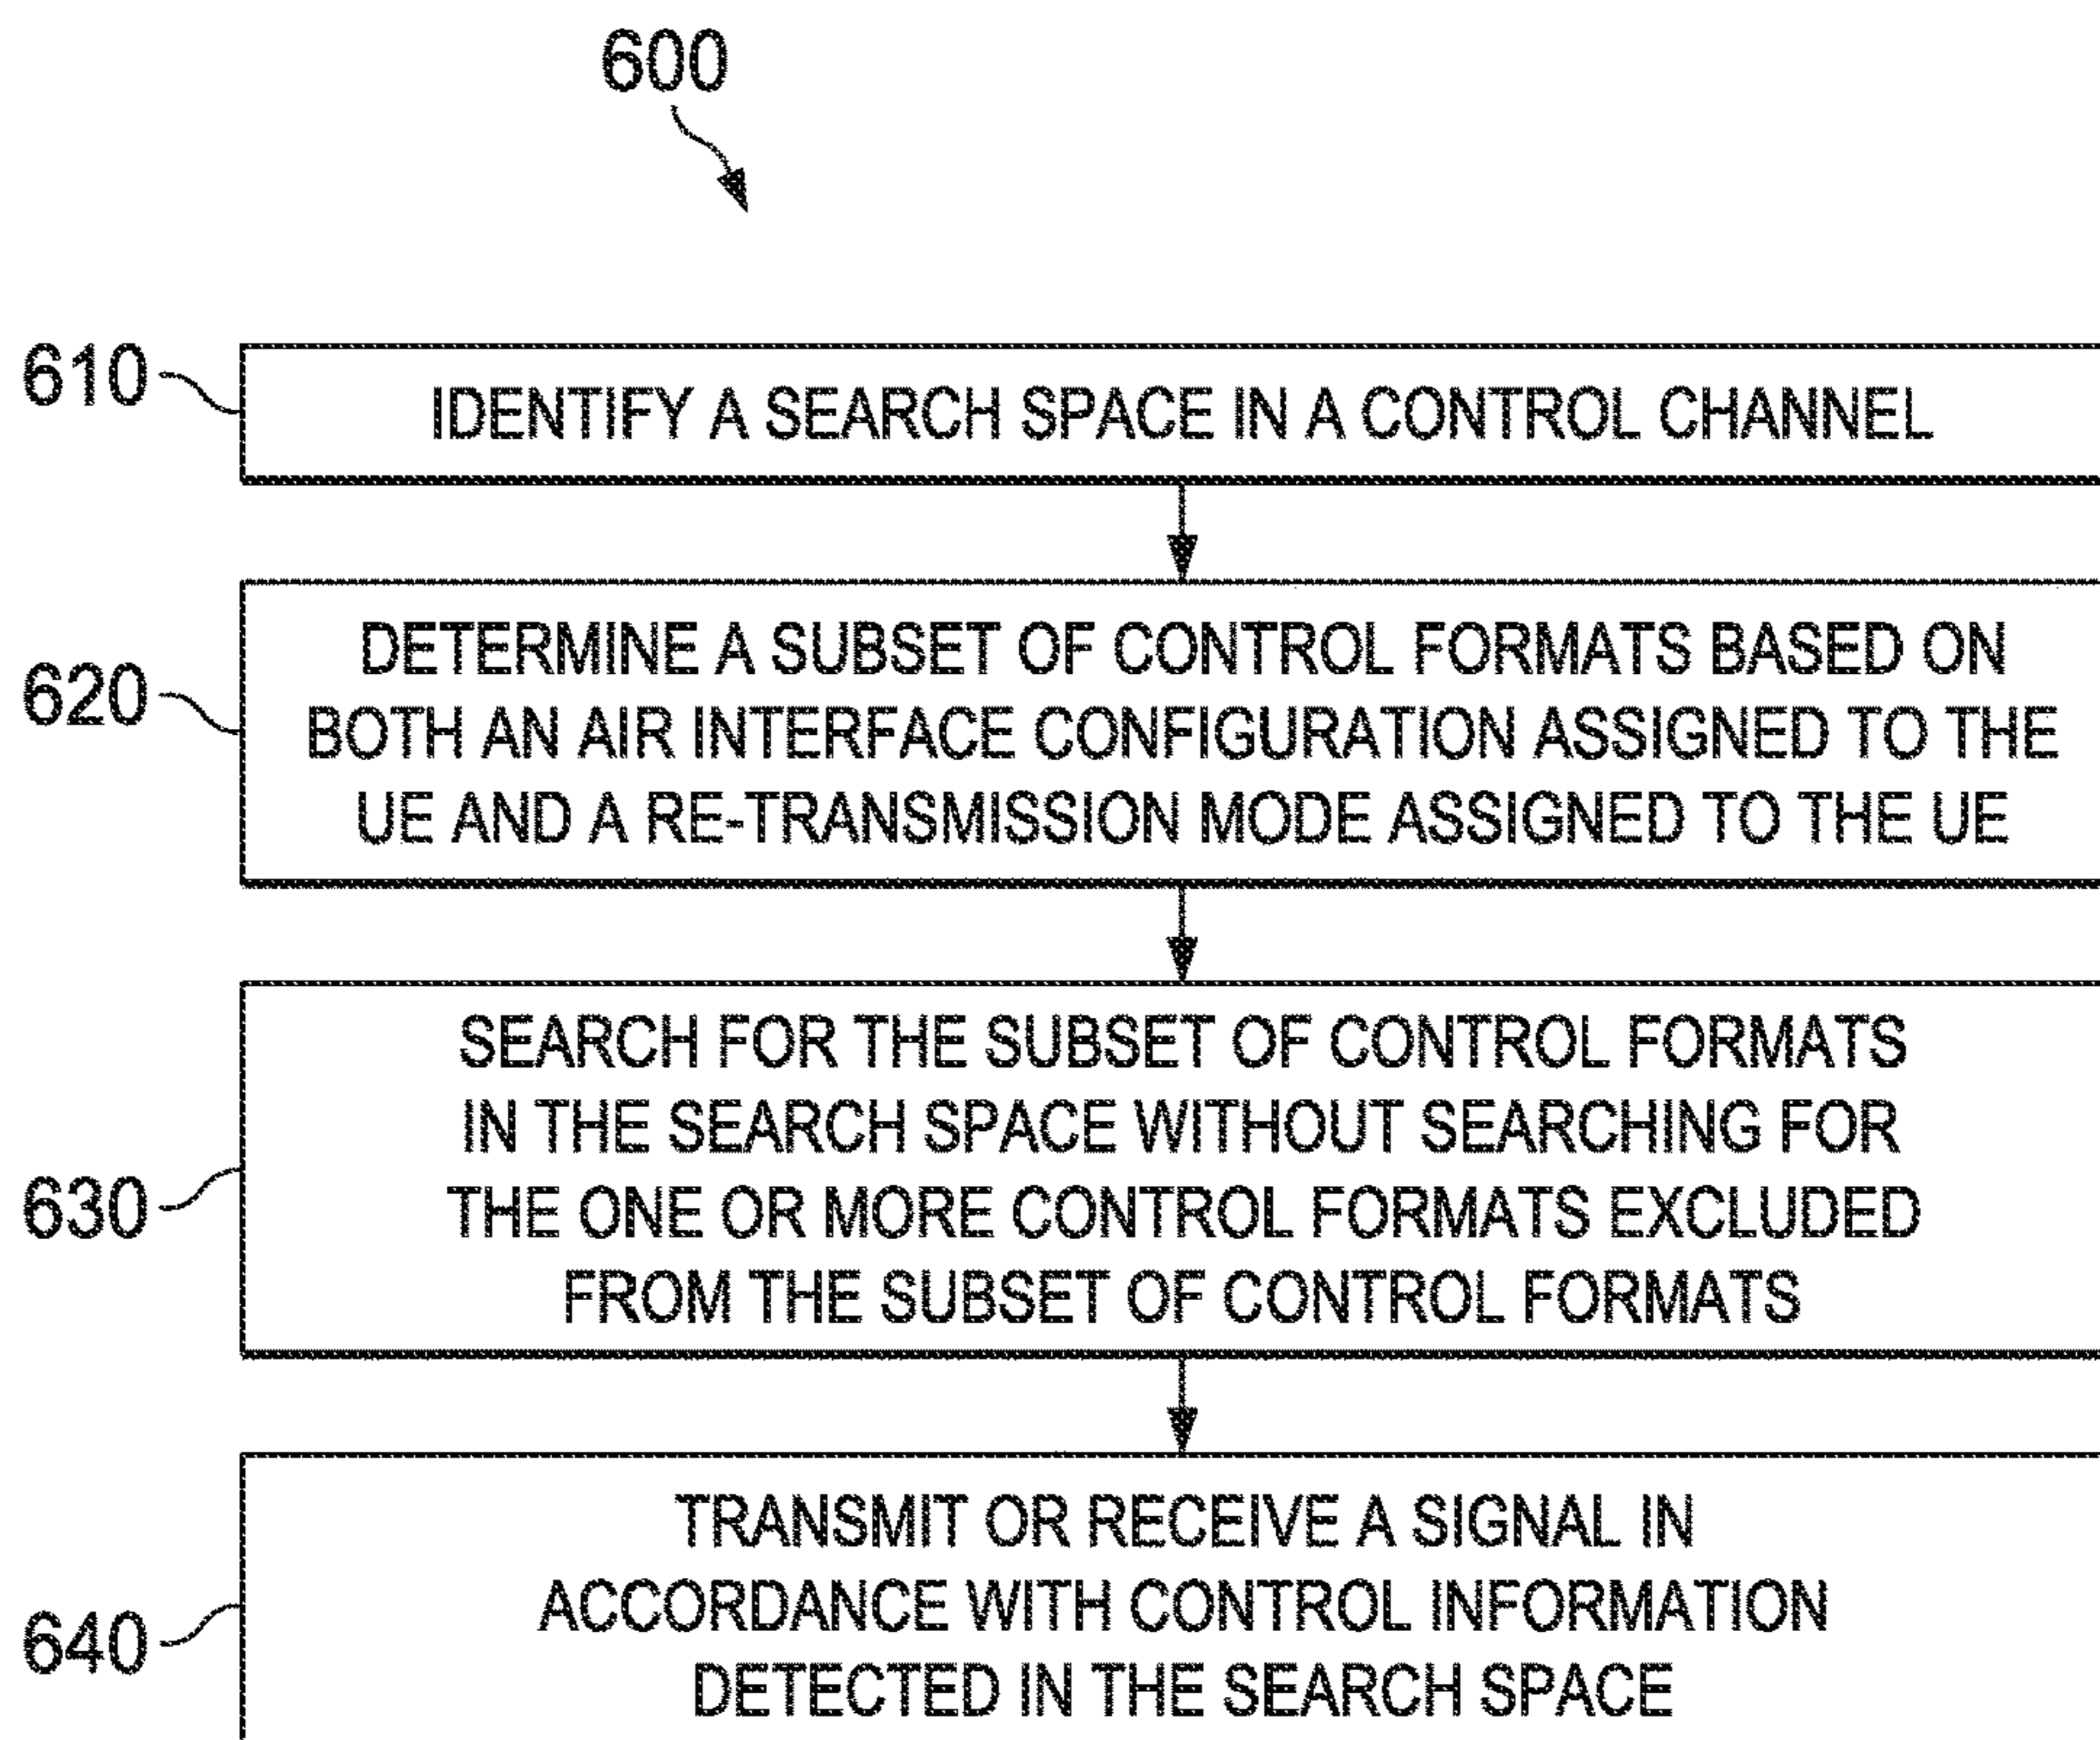 600
610
IDENTIFY A SEARCH SPACE IN A CONTROL CHANNEL
620
DETERMINE A SUBSET OF CONTROL FORMATS BASED ON
BOTH AN AIR INTERFACE CONFIGURATION ASSIGNED TO THE
UE AND A RE-TRANSMISSION MODE ASSIGNED TO THE UE
630
SEARCH FOR THE SUBSET OF CONTROL FORMATS
IN THE SEARCH SPACE WITHOUT SEARCHING FOR
THE ONE OR MORE CONTROL FORMATS EXCLUDED
FROM THE SUBSET OF CONTROL FORMATS
640
TRANSMIT OR RECEIVE A SIGNAL IN
ACCORDANCE WITH CONTROL INFORMATION
DETECTED IN THE SEARCH SPACE